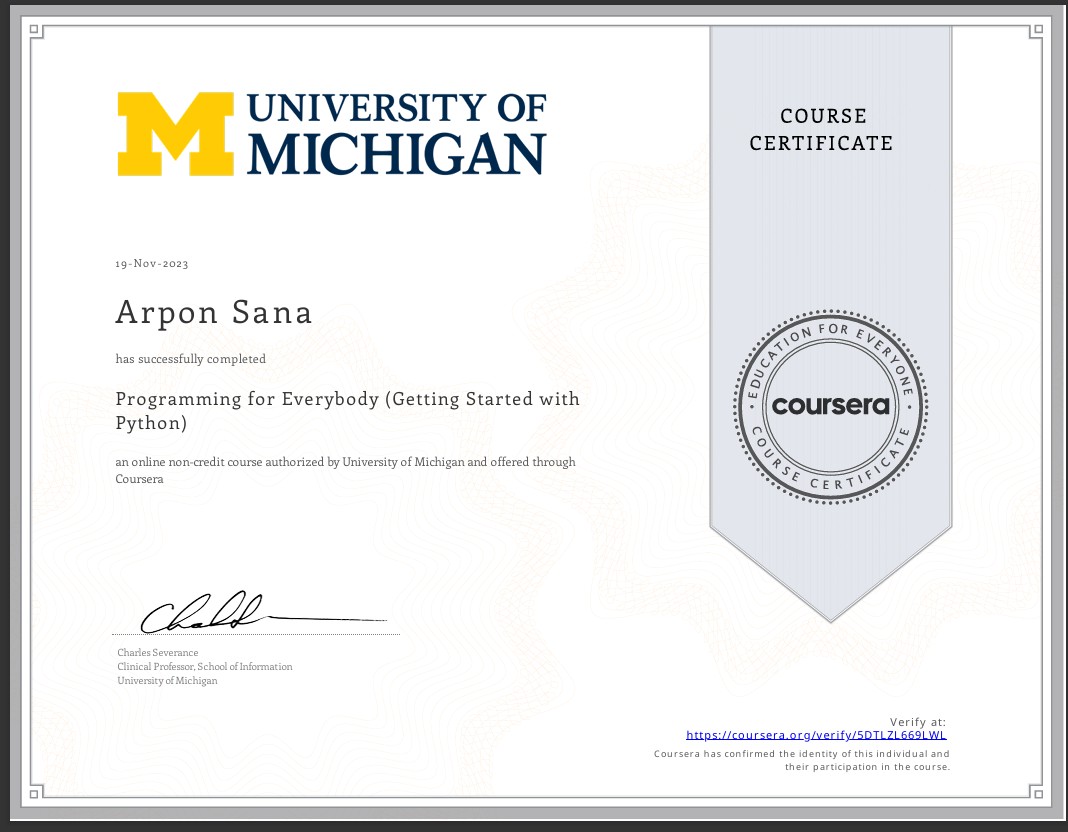 UNIVERSITY OF
MICHIGAN
COURSE
CERTIFICATE
19-Nov-2023
Arpon Sana
has successfully completed
Programming for Everybody (Getting Started with
Python)
an online non-credit course authorized by University of Michigan and offered through
Coursera
EDUCATION FOR EVERYONE
coursera
COURSE CERTIFICATE
Charles Severance
Clinical Professor, School of Information
University of Michigan
Verify at:
https://coursera.org/verify/5DTLZL669LWL
Coursera has confirmed the identity of this individual and
their participation in the course.